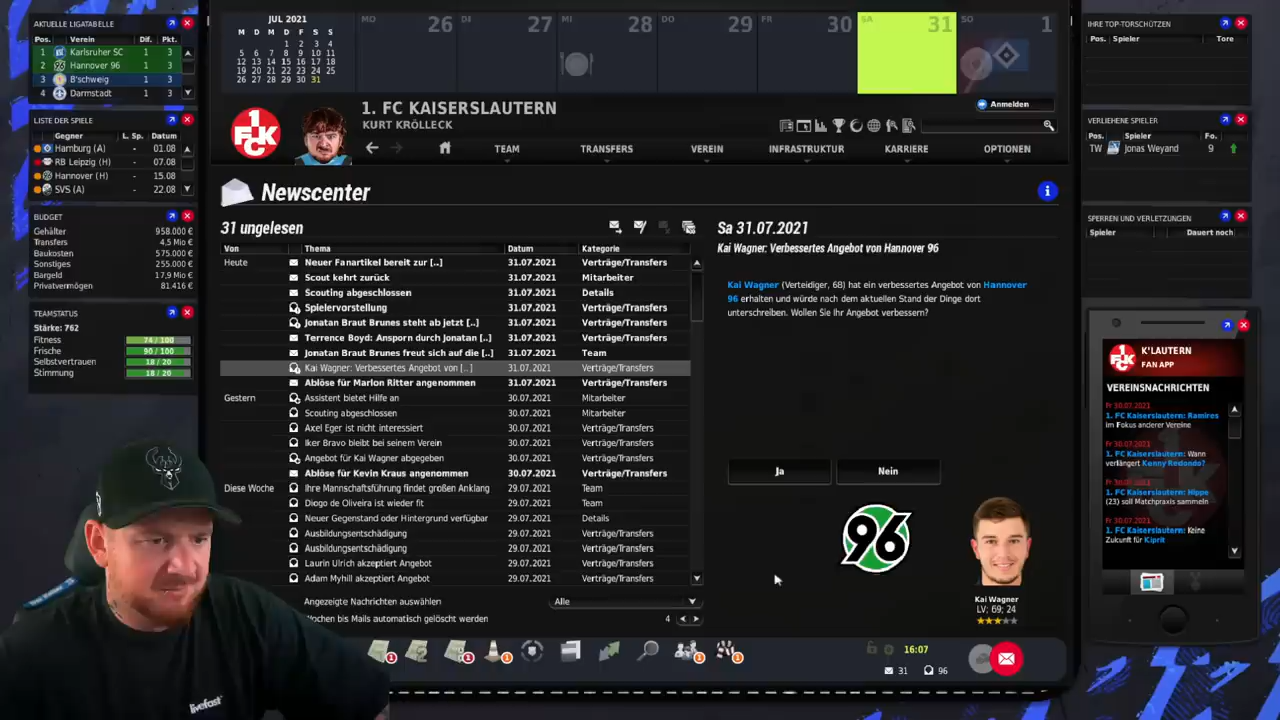 AKTUELLE LIGATABELLE
Pos. Verein Dif. Pkt.
1 Karlsruher SC 1 3
2 Hannover 96 1 3
3 B'schweig 1 3
4 Darmstadt 1 3
LISTE DER SPIELE
Gegner L. Sp. Datum
Hamburg (A) - 01.08
RB Leipzig (H) - 07.08
Hannover (H) - 15.08
SVS (A) - 22.08
BUDGET
Gehälter 958.000 €
Transfers 4,5 Mio €
Baukosten 575.000 €
Sonstiges 255.000 €
Bargeld 17,9 Mio €
Privatvermögen 81.416 €
TEAMSTATUS
Stärke: 762
Fitness 74 / 100
Frische 90 / 100
Selbstvertrauen 18 / 20
Stimmung 18 / 20
JUL 2021
M D M D F S S
1 2 3 4
5 6 7 8 9 10 11
12 13 14 15 16 17 18
19 20 21 22 23 24 25
26 27 28 29 30 31
MO 26
DI 27
MI 28
DO 29
FR 30
SA 31
SO 1
1. FC KAISERSLAUTERN
KURT KRÖLLECK
Anmelden
TEAM TRANSFERS VEREIN INFRASTRUKTUR KARRIERE OPTIONEN
Newscenter
31 ungelesen
Von Thema Datum Kategorie
Heute Neuer Fanartikel bereit zur [..] 31.07.2021 Verträge/Transfers
Scout kehrt zurück 31.07.2021 Mitarbeiter
Scouting abgeschlossen 31.07.2021 Details
Spielervorstellung 31.07.2021 Verträge/Transfers
Jonatan Braut Brunes steht ab jetzt [..] 31.07.2021 Verträge/Transfers
Terrence Boyd: Ansporn durch Jonatan [..] 31.07.2021 Verträge/Transfers
Jonatan Braut Brunes freut sich auf die [..] 31.07.2021 Team
Kai Wagner: Verbessertes Angebot von [..] 31.07.2021 Verträge/Transfers
Ablöse für Marlon Ritter angenommen 31.07.2021 Verträge/Transfers
Gestern Assistent bietet Hilfe an 30.07.2021 Mitarbeiter
Scouting abgeschlossen 30.07.2021 Mitarbeiter
Axel Eger ist nicht interessiert 30.07.2021 Verträge/Transfers
Iker Bravo bleibt bei seinem Verein 30.07.2021 Verträge/Transfers
Angebot für Kai Wagner abgegeben 30.07.2021 Verträge/Transfers
Ablöse für Kevin Kraus angenommen 30.07.2021 Verträge/Transfers
Diese Woche Ihre Mannschaftsführung findet großen Anklang 29.07.2021 Team
Diogo de Oliveira ist wieder fit 29.07.2021 Team
Neuer Gegenstand oder Hintergrund verfügbar 29.07.2021 Details
Ausbildungsentschädigung 29.07.2021 Verträge/Transfers
Ausbildungsentschädigung 29.07.2021 Verträge/Transfers
Laurin Ulrich akzeptiert Angebot 29.07.2021 Verträge/Transfers
Adam Myhill akzeptiert Angebot 29.07.2021 Verträge/Transfers
Angezeigte Nachrichten auswählen Alle
Wochen bis Mails automatisch gelöscht werden 4
Sa 31.07.2021
Kai Wagner: Verbessertes Angebot von Hannover 96
Kai Wagner (Verteidiger, 68) hat ein verbessertes Angebot von Hannover
96 erhalten und würde nach dem aktuellen Stand der Dinge dort
unterschreiben. Wollen Sie Ihr Angebot verbessern?
Ja Nein
96
Kai Wagner
LV; 69; 24
16:07
31 96
IHRE TOP-TORSCHÜTZEN
Pos. Spieler Tore
VERLIEHENE SPIELER
Pos. Spieler Fo.
TW Jonas Weyand 9
SPERREN UND VERLETZUNGEN
Spieler Dauert noch
K'LAUTERN
FAN APP
VEREINSNACHRICHTEN
Fr 30.07.2021
1. FC Kaiserslautern: Ramires
im Fokus anderer Vereine
Fr 30.07.2021
1. FC Kaiserslautern: Wann
verlängert Kenny Redondo?
Fr 30.07.2021
1. FC Kaiserslautern: Hippe
(23) soll Matchpraxis sammeln
Fr 30.07.2021
1. FC Kaiserslautern: Keine
Zukunft für Kiprit
livefast